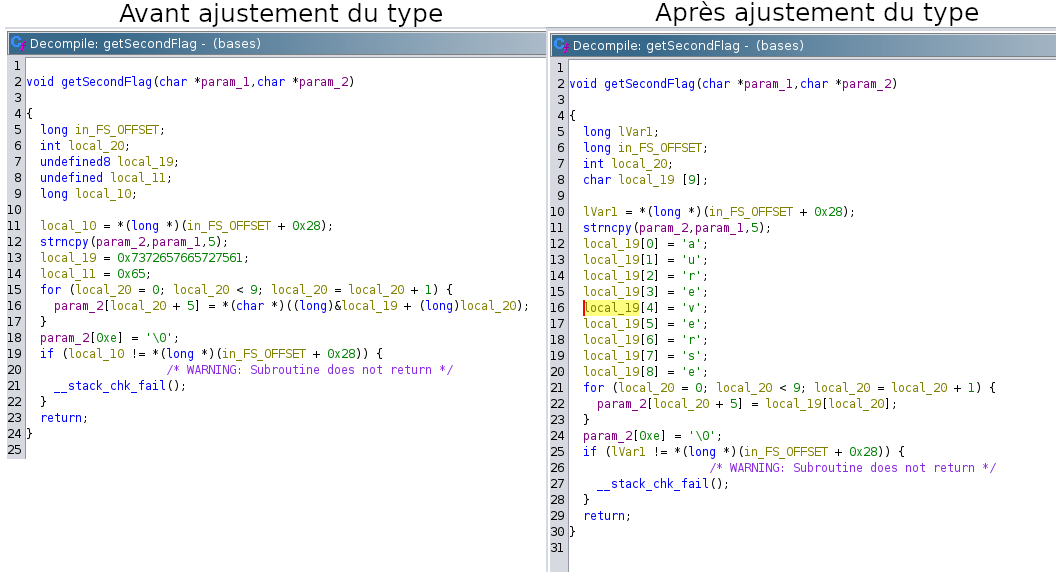 Avant ajustement du type
Decompile: getSecondFlag - (bases)
1
2 void getSecondFlag(char *param_1,char *param_2)
3
4 {
5 long in_FS_OFFSET;
6 int local_20;
7 undefined8 local_19;
8 undefined local_11;
9 long local_10;
10
11 local_10 = *(long *)(in_FS_OFFSET + 0x28);
12 strncpy(param_2,param_1,5);
13 local_19 = 0x7372657665727561;
14 local_11 = 0x65;
15 for (local_20 = 0; local_20 < 9; local_20 = local_20 + 1) {
16 param_2[local_20 + 5] = *(char *)((long)&local_19 + (long)local_20);
17 }
18 param_2[0xe] = '\0';
19 if (local_10 != *(long *)(in_FS_OFFSET + 0x28)) {
20 /* WARNING: Subroutine does not return */
21 __stack_chk_fail();
22 }
23 return;
24 }
25
Après ajustement du type
Decompile: getSecondFlag - (bases)
1
2 void getSecondFlag(char *param_1,char *param_2)
3
4 {
5 long lVar1;
6 long in_FS_OFFSET;
7 int local_20;
8 char local_19 [9];
9
10 lVar1 = *(long *)(in_FS_OFFSET + 0x28);
11 strncpy(param_2,param_1,5);
12 local_19[0] = 'a';
13 local_19[1] = 'u';
14 local_19[2] = 'r';
15 local_19[3] = 'e';
16 local_19[4] = 'v';
17 local_19[5] = 'e';
18 local_19[6] = 'r';
19 local_19[7] = 's';
20 local_19[8] = 'e';
21 for (local_20 = 0; local_20 < 9; local_20 = local_20 + 1) {
22 param_2[local_20 + 5] = local_19[local_20];
23 }
24 param_2[0xe] = '\0';
25 if (lVar1 != *(long *)(in_FS_OFFSET + 0x28)) {
26 /* WARNING: Subroutine does not return */
27 __stack_chk_fail();
28 }
29 return;
30 }
31